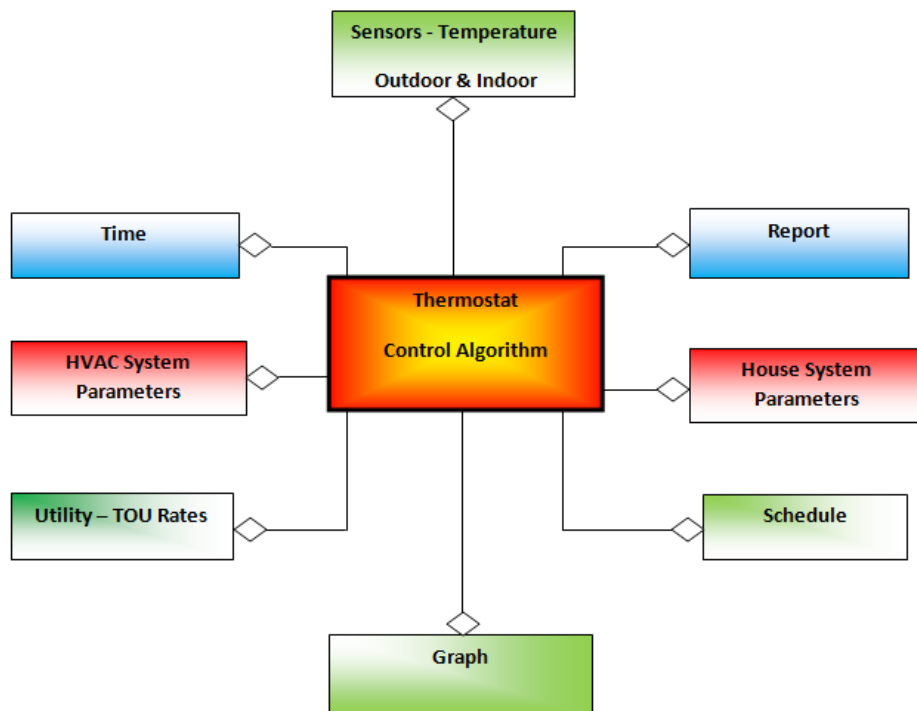 Sensors - Temperature
Outdoor & Indoor
Time
Report
Thermostat
Control Algorithm
HVAC System
Parameters
House System
Parameters
Utility – TOU Rates
Schedule
Graph